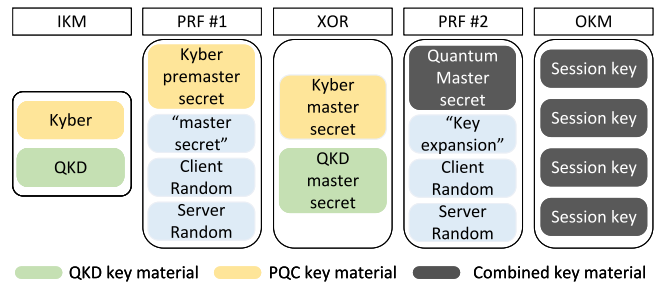 IKM
PRF #1
XOR
PRF #2
OKM
Kyber
QKD
Kyber
premaster
secret
“master
secret”
Client
Random
Server
Random
Kyber
master
secret
QKD
master
secret
Quantum
Master
secret
“Key
expansion”
Client
Random
Server
Random
Session key
Session key
Session key
Session key
QKD key material
PQC key material
Combined key material